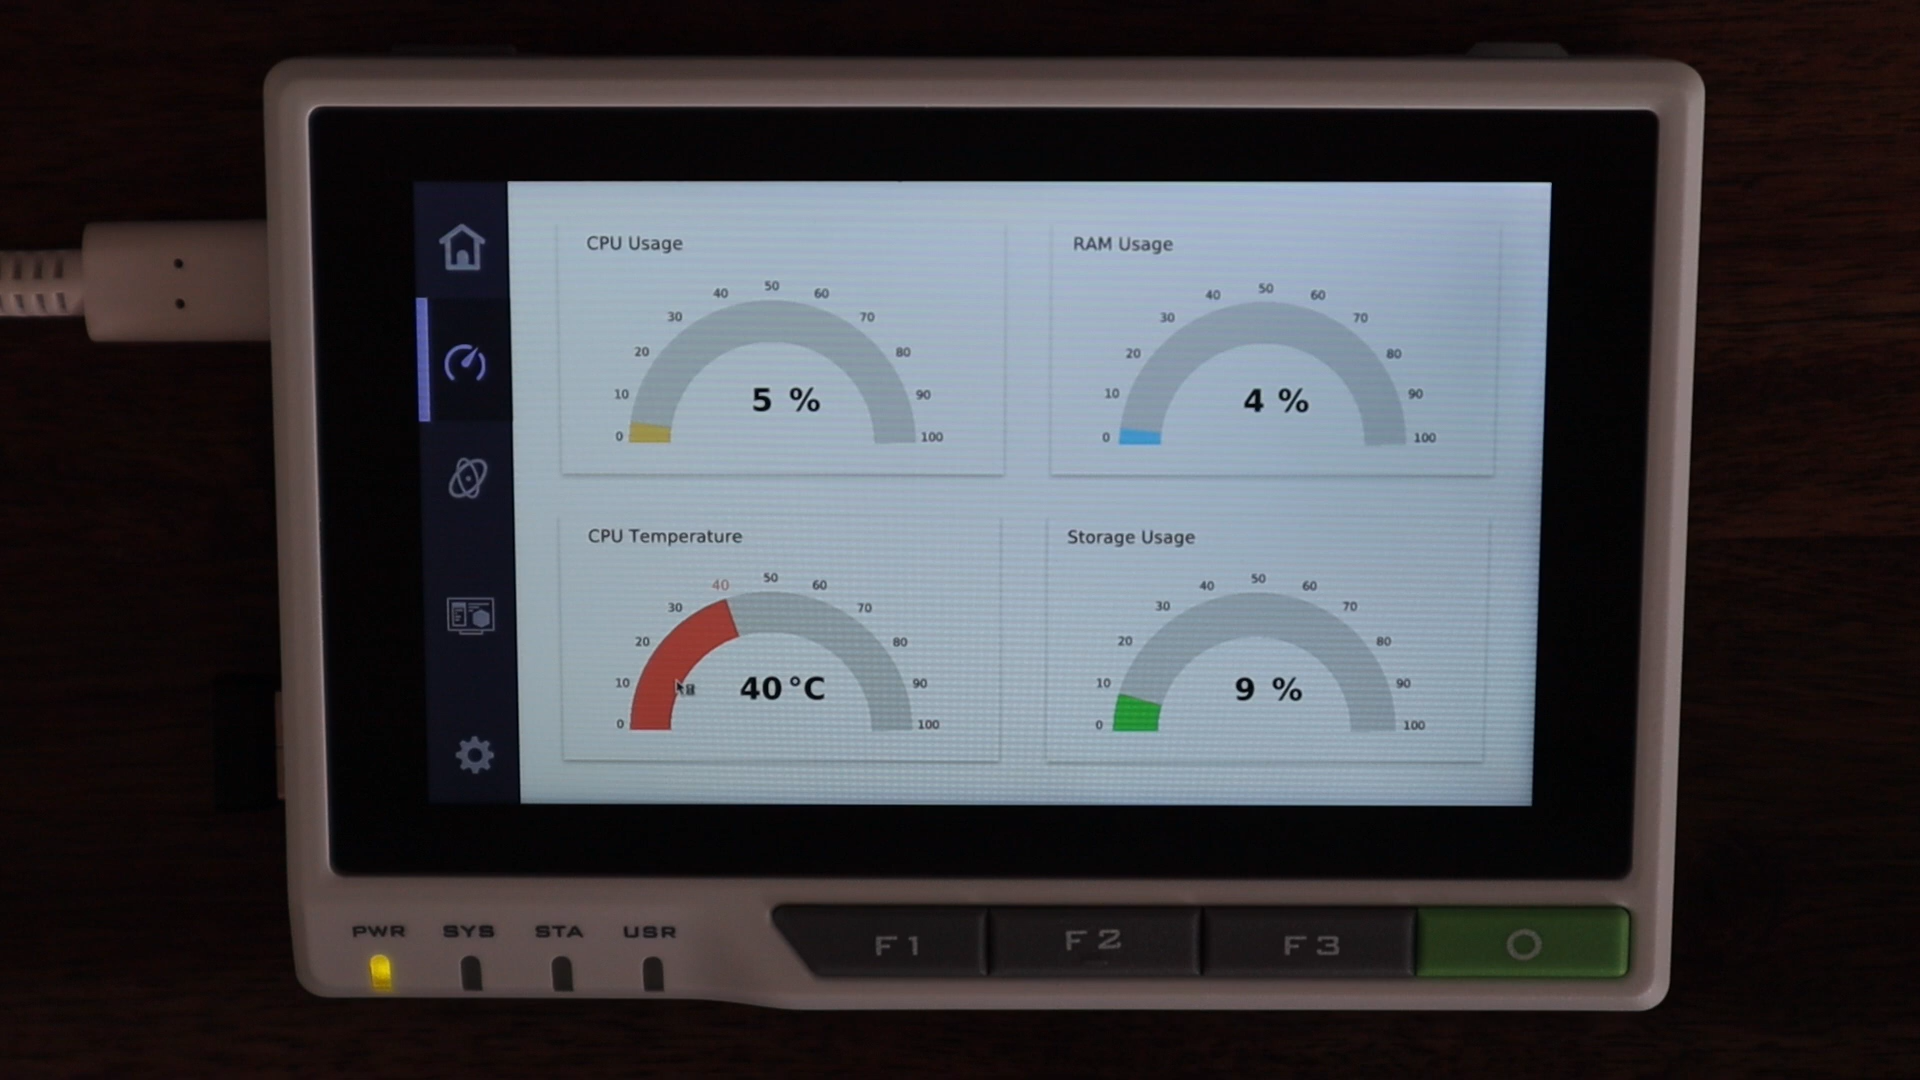 CPU Usage
0 10 20 30 40 50 60 70 80 90 100
5 %
RAM Usage
0 10 20 30 40 50 60 70 80 90 100
4 %
CPU Temperature
0 10 20 30 40 50 60 70 80 90 100
40°C
Storage Usage
0 10 20 30 40 50 60 70 80 90 100
9 %
PWR SYS STA USR
F1 F2 F3